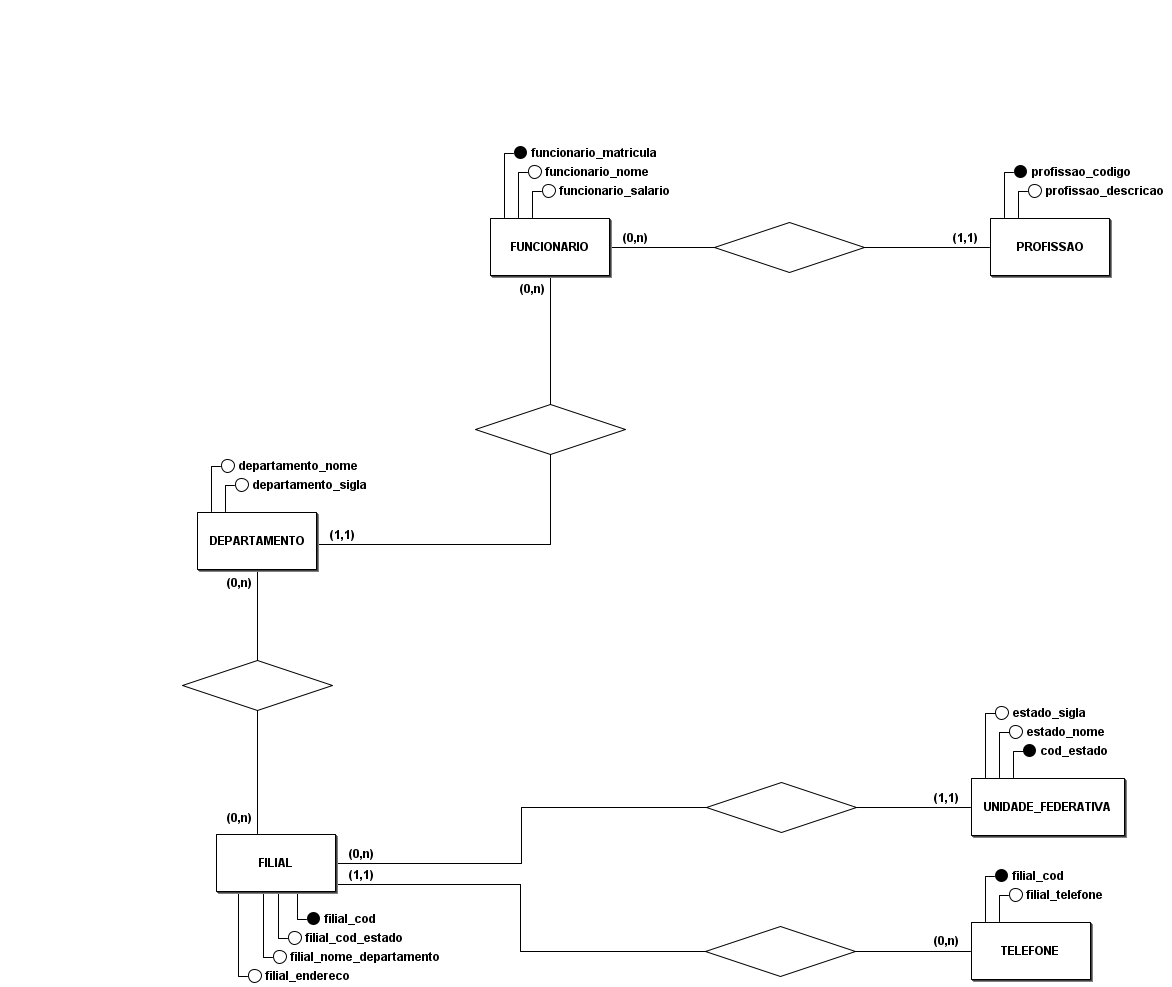 funcionario_matricula
funcionario_nome
funcionario_salario
FUNCIONARIO
(0,n)
(1,1)
profissao_codigo
profissao_descricao
PROFISSAO
(0,n)
departamento_nome
departamento_sigla
DEPARTAMENTO
(1,1)
(0,n)
(0,n)
FILIAL
(0,n)
(1,1)
filial_cod
filial_cod_estado
filial_nome_departamento
filial_endereco
estado_sigla
estado_nome
cod_estado
(1,1)
UNIDADE_FEDERATIVA
filial_cod
filial_telefone
(0,n)
TELEFONE